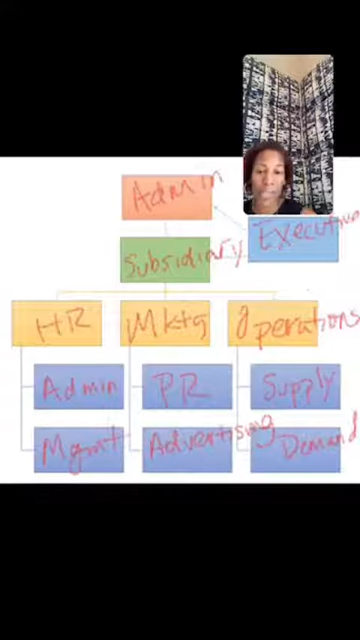 Admin
Executive
Subsidiary
HR
Mktg
Operations
Admin
PR
Supply
Mgmt
Advertising
Demand